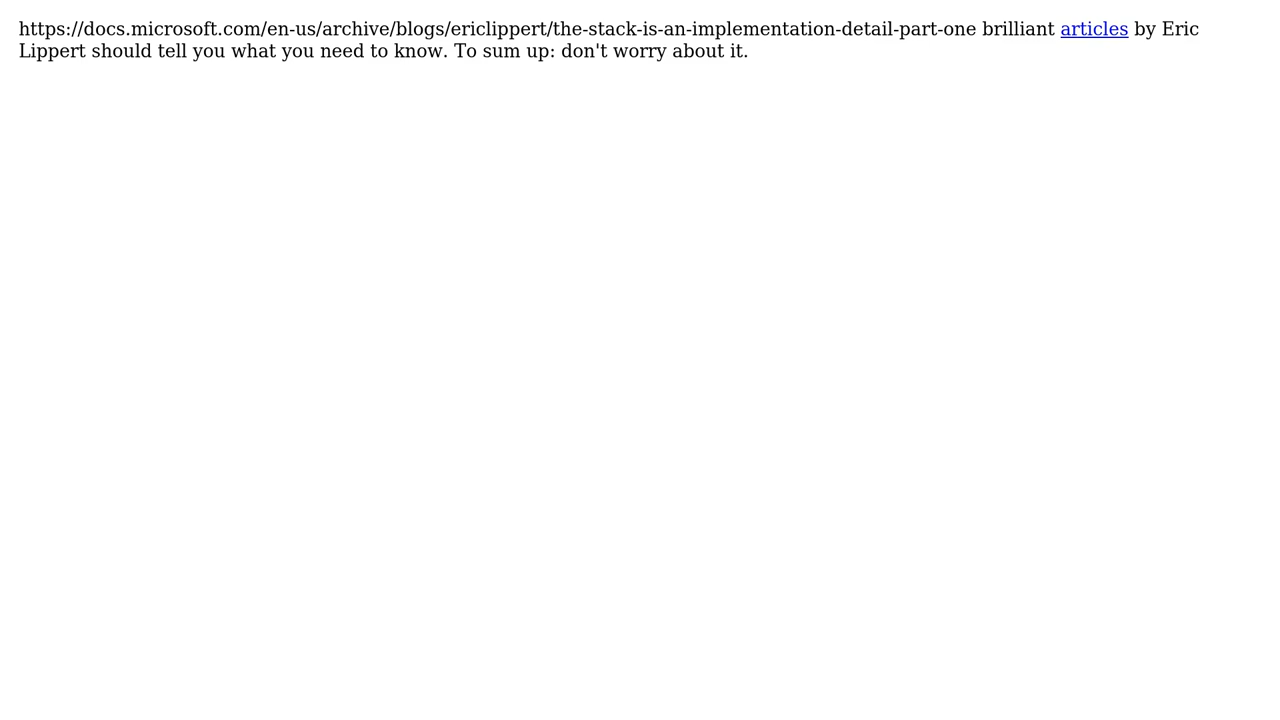 https://docs.microsoft.com/en-us/archive/blogs/ericlippert/the-stack-is-an-implementation-detail-part-one brilliant articles by Eric
Lippert should tell you what you need to know. To sum up: don't worry about it.